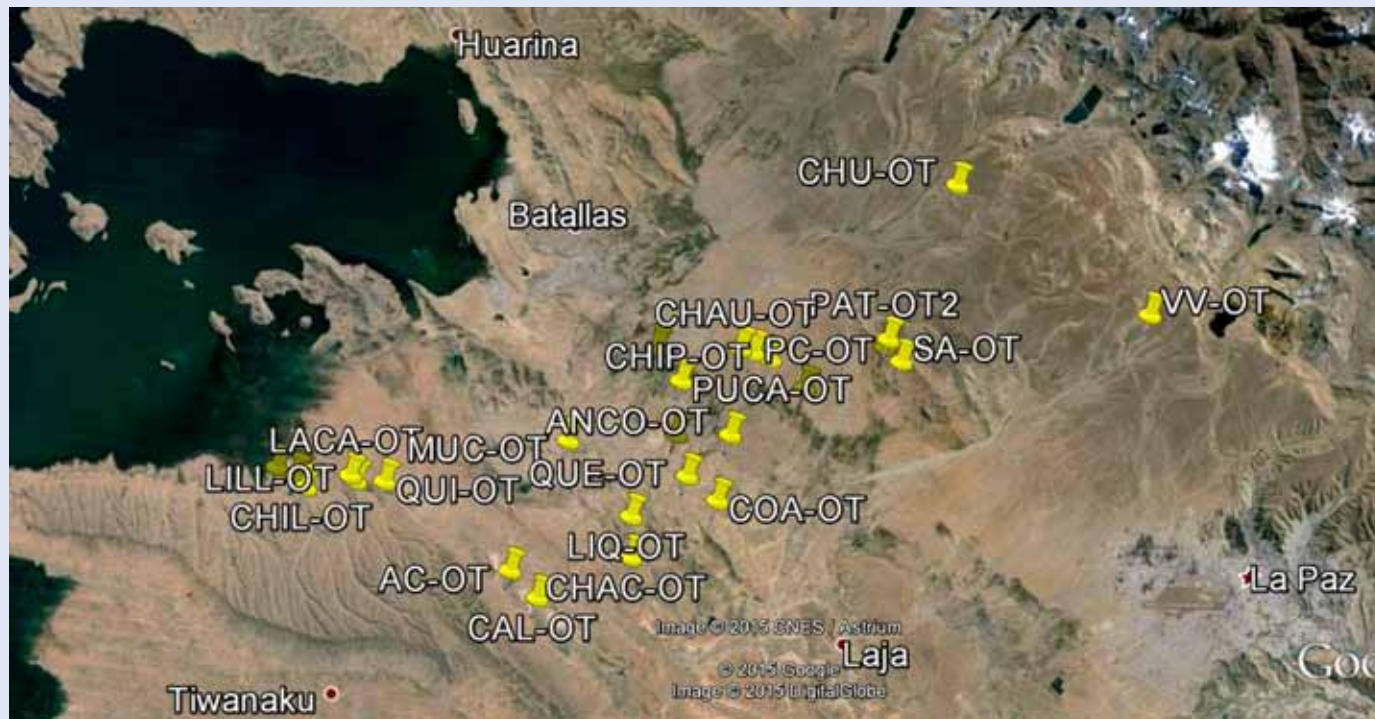 Huarina
CHU-OT
Batallas
CHAU-OT
PAT-OT2
VV-OT
CHIP-OT
PC-OT
SA-OT
PUCA-OT
ANCO-OT
LACA-OT
MUC-OT
LILL-OT
QUI-OT
QUE-OT
CHIL-OT
COA-OT
LIQ-OT
AC-OT
CHAC-OT
La Paz
CAL-OT
Image © 2015 CNES / Astrium
Laja
© 2015 Google
Image © 2015 DigitalGlobe
Goo
Tiwanaku